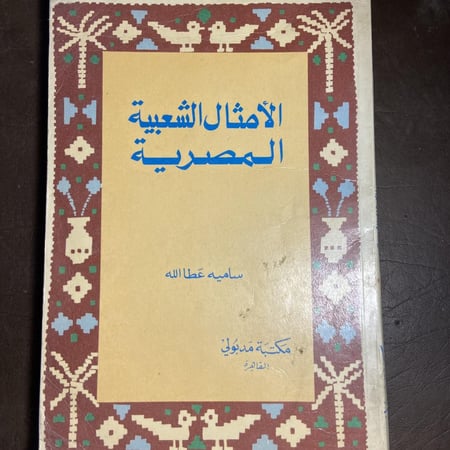 الأمثال الشعبية
المصرية
ساميه عطا الله
مكتبة مدبولي
القاهرة